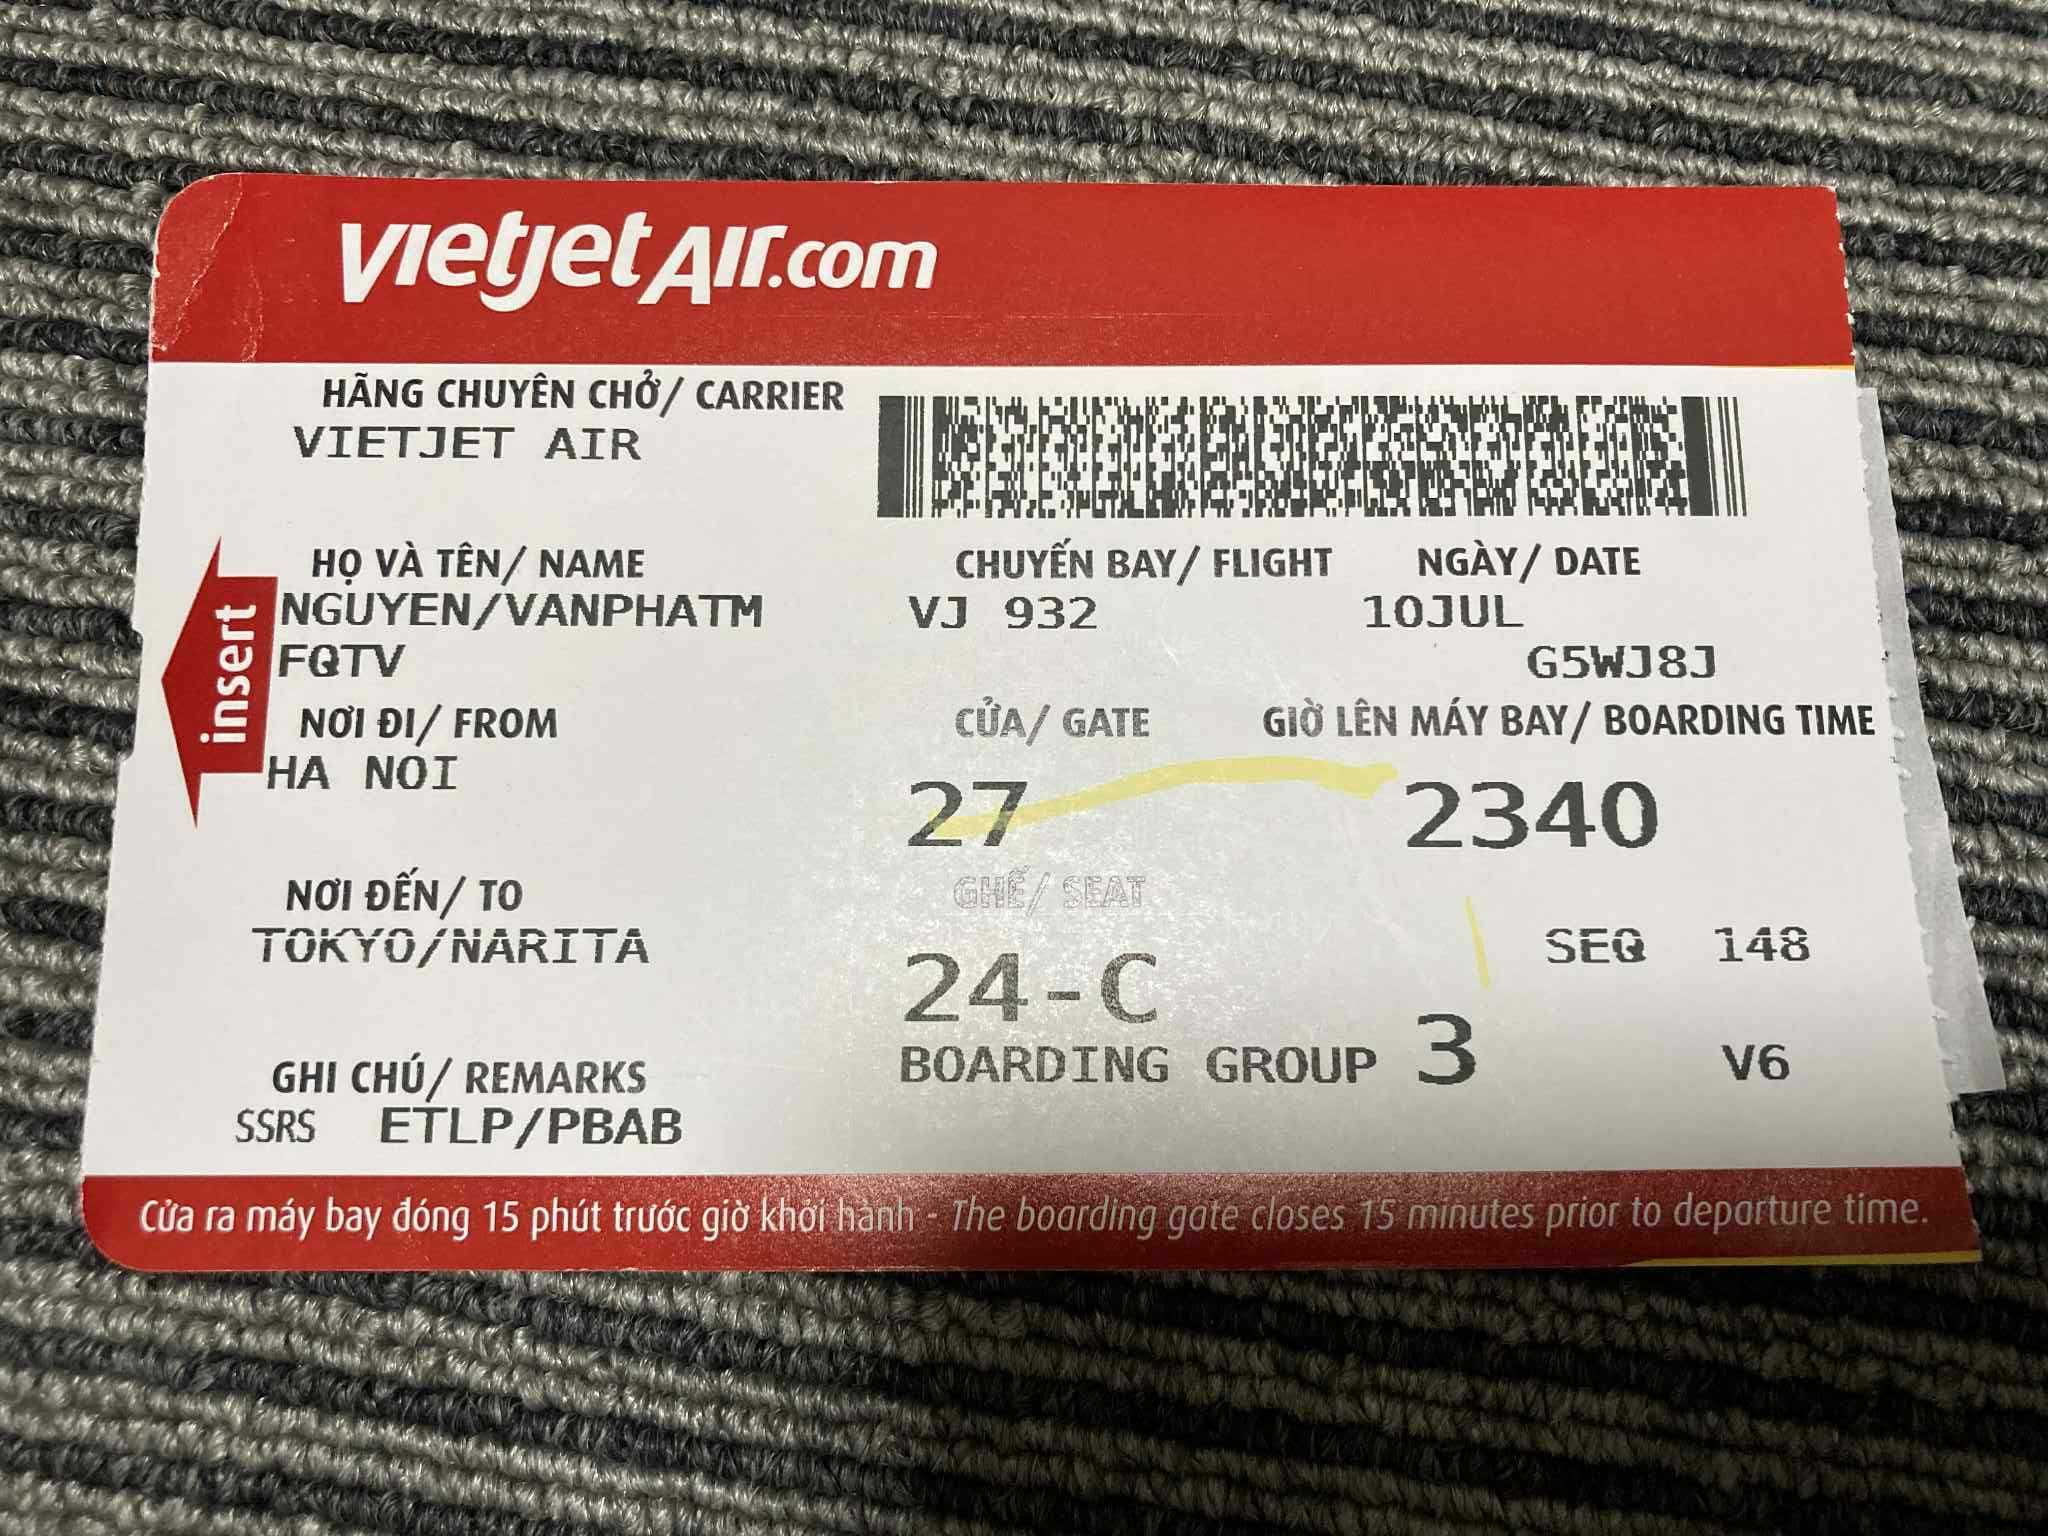 vietjetAir.com
HÃNG CHUYÊN CHỞ/ CARRIER
VIETJET AIR
HỌ VÀ TÊN/ NAME CHUYẾN BAY/ FLIGHT NGÀY/ DATE
NGUYEN/VANPHATM VJ 932 10JUL
FQTV G5WJ8J
insert
NƠI ĐI/ FROM CỬA/ GATE GIỜ LÊN MÁY BAY/ BOARDING TIME
HA NOI 27 2340
NƠI ĐẾN/ TO GHẾ/ SEAT
TOKYO/NARITA 24-C SEQ 148
BOARDING GROUP 3 V6
GHI CHÚ/ REMARKS
SSRS ETLP/PBAB
Cửa ra máy bay đóng 15 phút trước giờ khởi hành - The boarding gate closes 15 minutes prior to departure time.